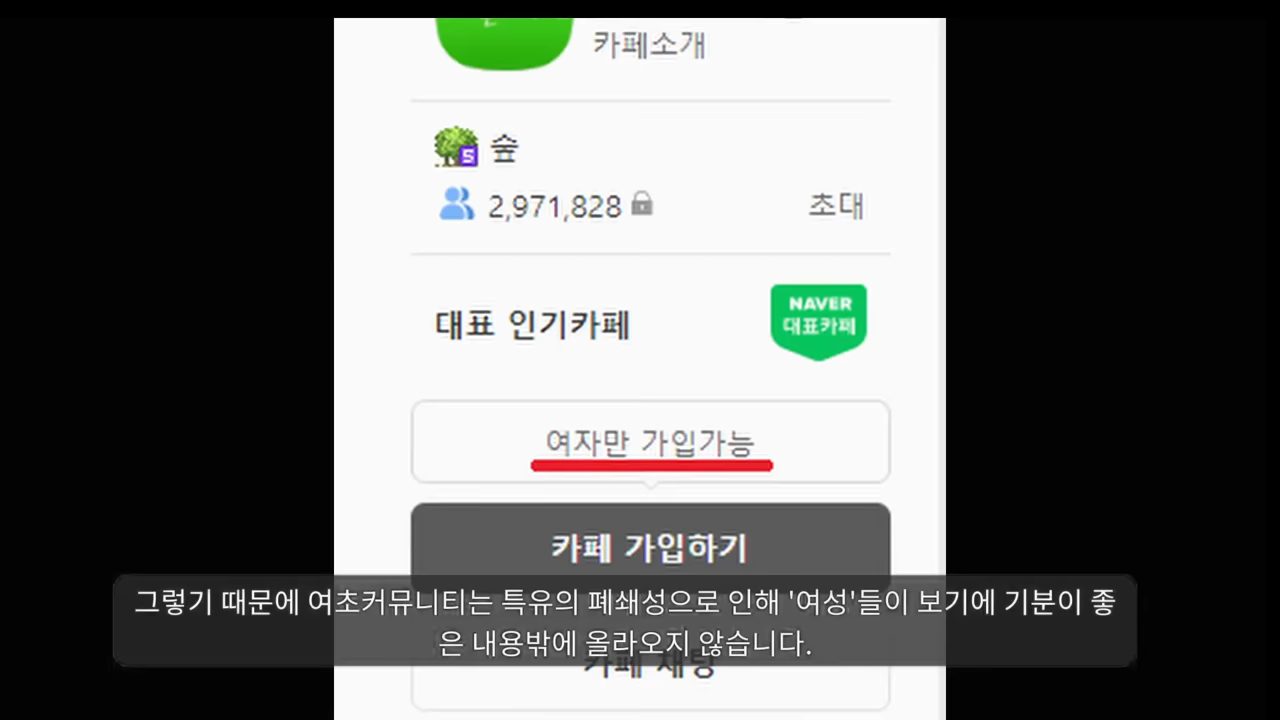 카페소개
숲
2,971,828
초대
대표 인기카페
NAVER
대표카페
여자만 가입가능
카페 가입하기
그렇기 때문에 여초커뮤니티는 특유의 폐쇄성으로 인해 '여성'들이 보기에 기분이 좋
은 내용밖에 올라오지 않습니다.
카페 채팅